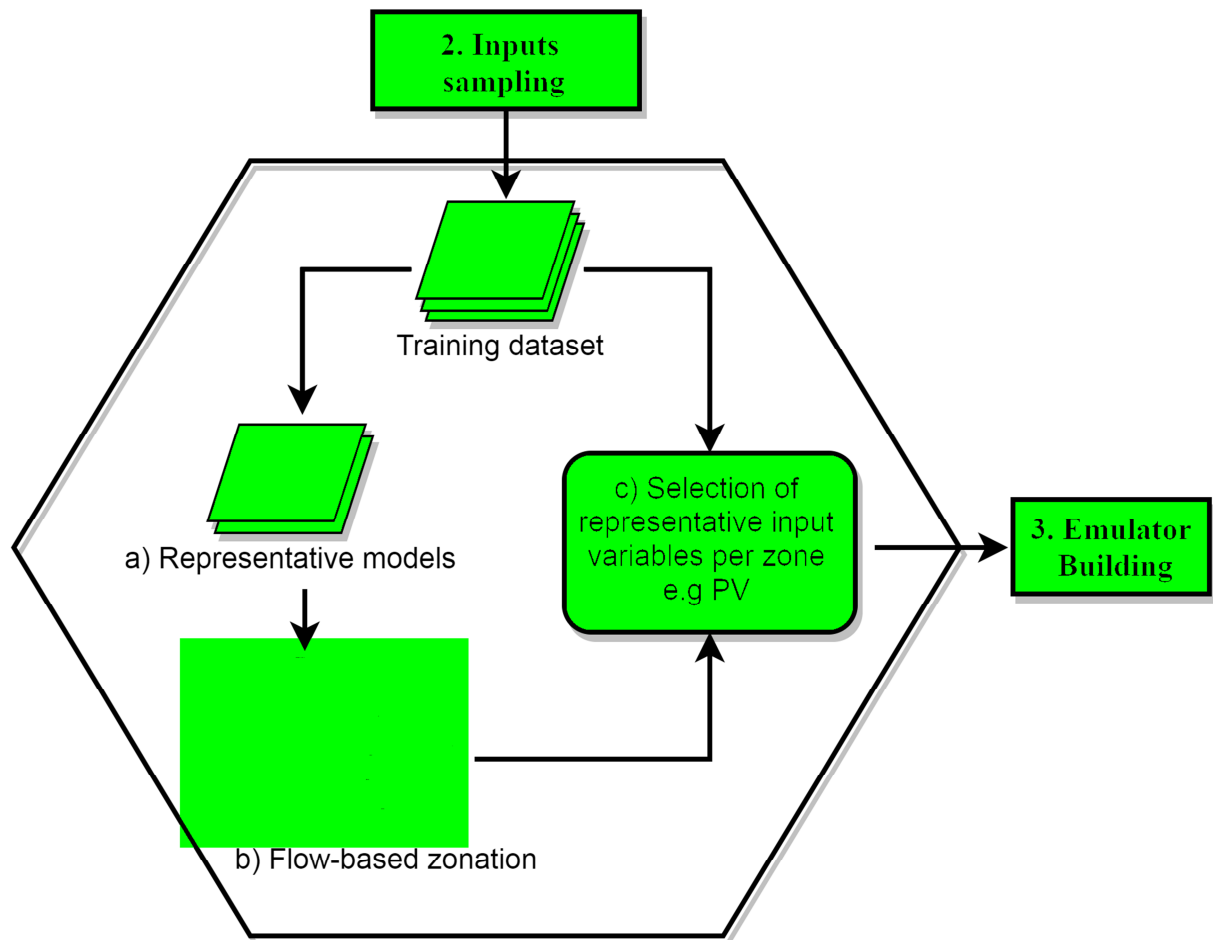 2. Inputs
sampling
Training dataset
a) Representative models
c) Selection of
representative input
variables per zone
e.g PV
3. Emulator
Building
b) Flow-based zonation